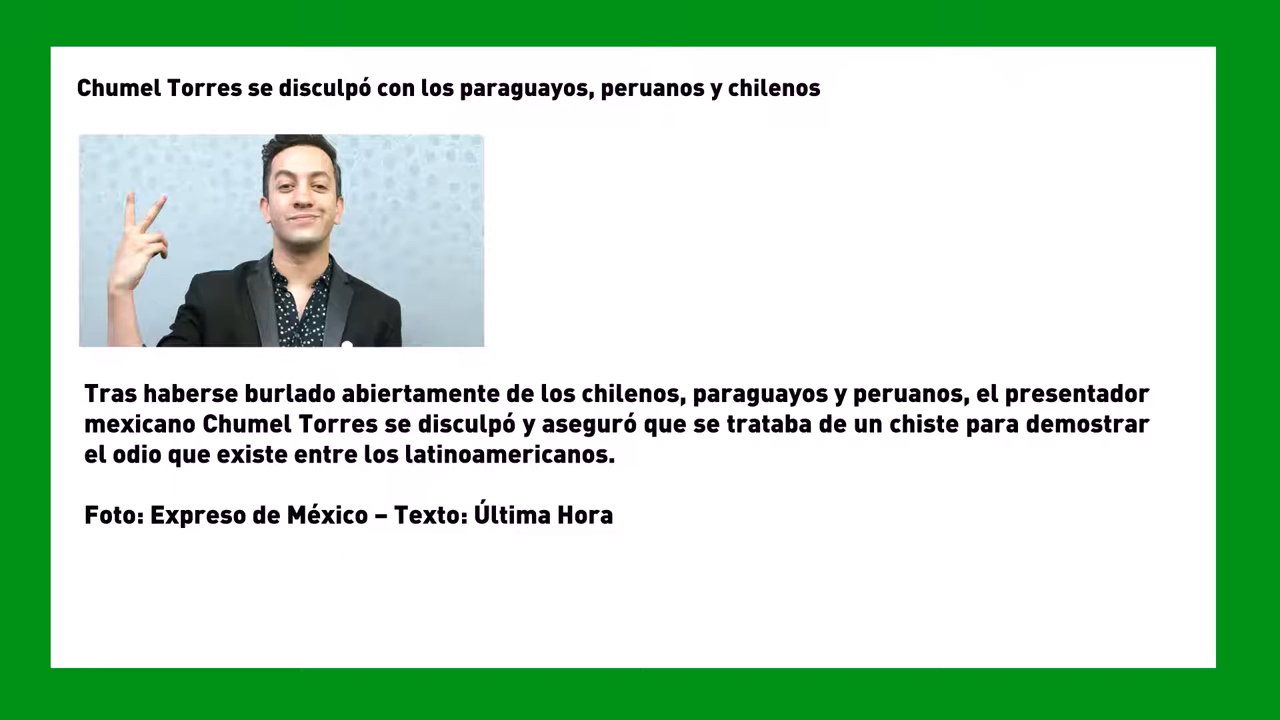 Chumel Torres se disculpó con los paraguayos, peruanos y chilenos
Tras haberse burlado abiertamente de los chilenos, paraguayos y peruanos, el presentador
mexicano Chumel Torres se disculpó y aseguró que se trataba de un chiste para demostrar
el odio que existe entre los latinoamericanos.
Foto: Expreso de México – Texto: Última Hora